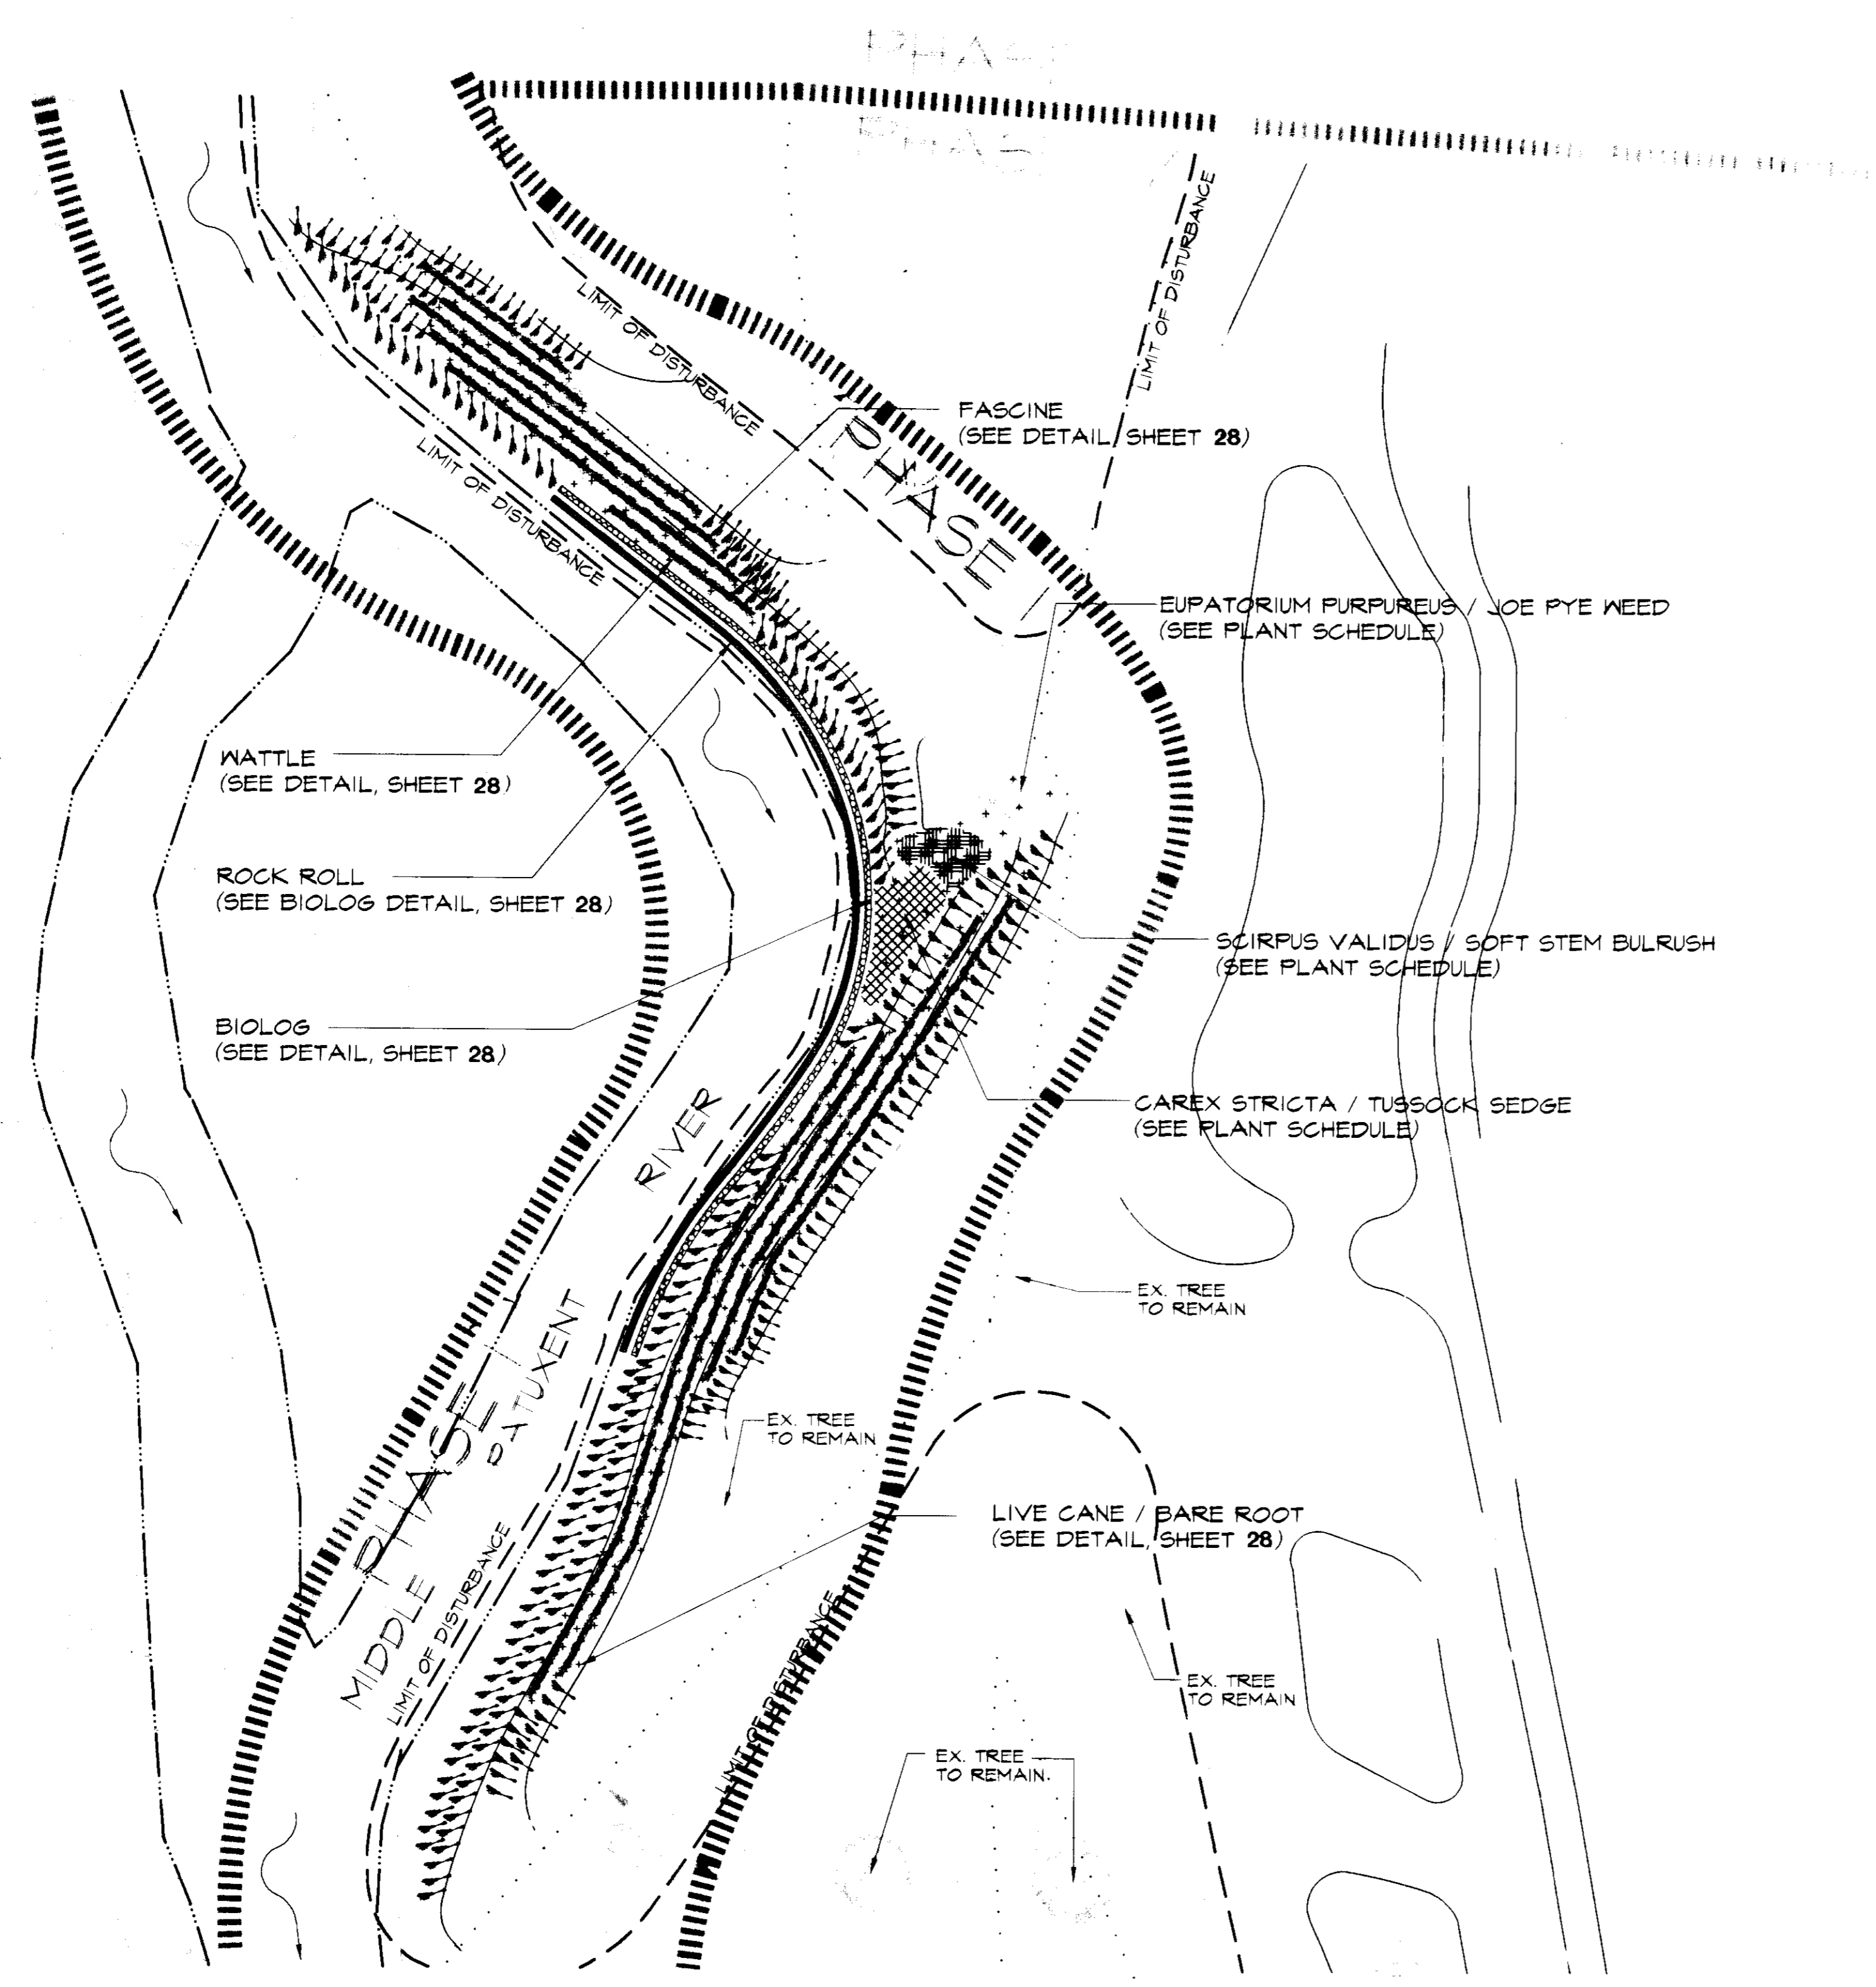 PHASE
PHASE
LIMIT OF DISTURBANCE
LIMIT OF DISTURBANCE
FASCINE
(SEE DETAIL, SHEET 28)
PHASE I
LIMIT OF DISTURBANCE
EUPATORIUM PURPUREUS / JOE PYE WEED
(SEE PLANT SCHEDULE)
WATTLE
(SEE DETAIL, SHEET 28)
ROCK ROLL
(SEE BIOLOG DETAIL, SHEET 28)
SCIRPUS VALIDUS / SOFT STEM BULRUSH
(SEE PLANT SCHEDULE)
BIOLOG
(SEE DETAIL, SHEET 28)
CAREX STRICTA / TUSSOCK SEDGE
(SEE PLANT SCHEDULE)
EX. TREE
TO REMAIN
MIDDLE PATUXENT RIVER
PHASE I
EX. TREE
TO REMAIN
LIVE CANE / BARE ROOT
(SEE DETAIL, SHEET 28)
LIMIT OF DISTURBANCE
LIMIT OF DISTURBANCE
EX. TREE
TO REMAIN
EX. TREE
TO REMAIN.